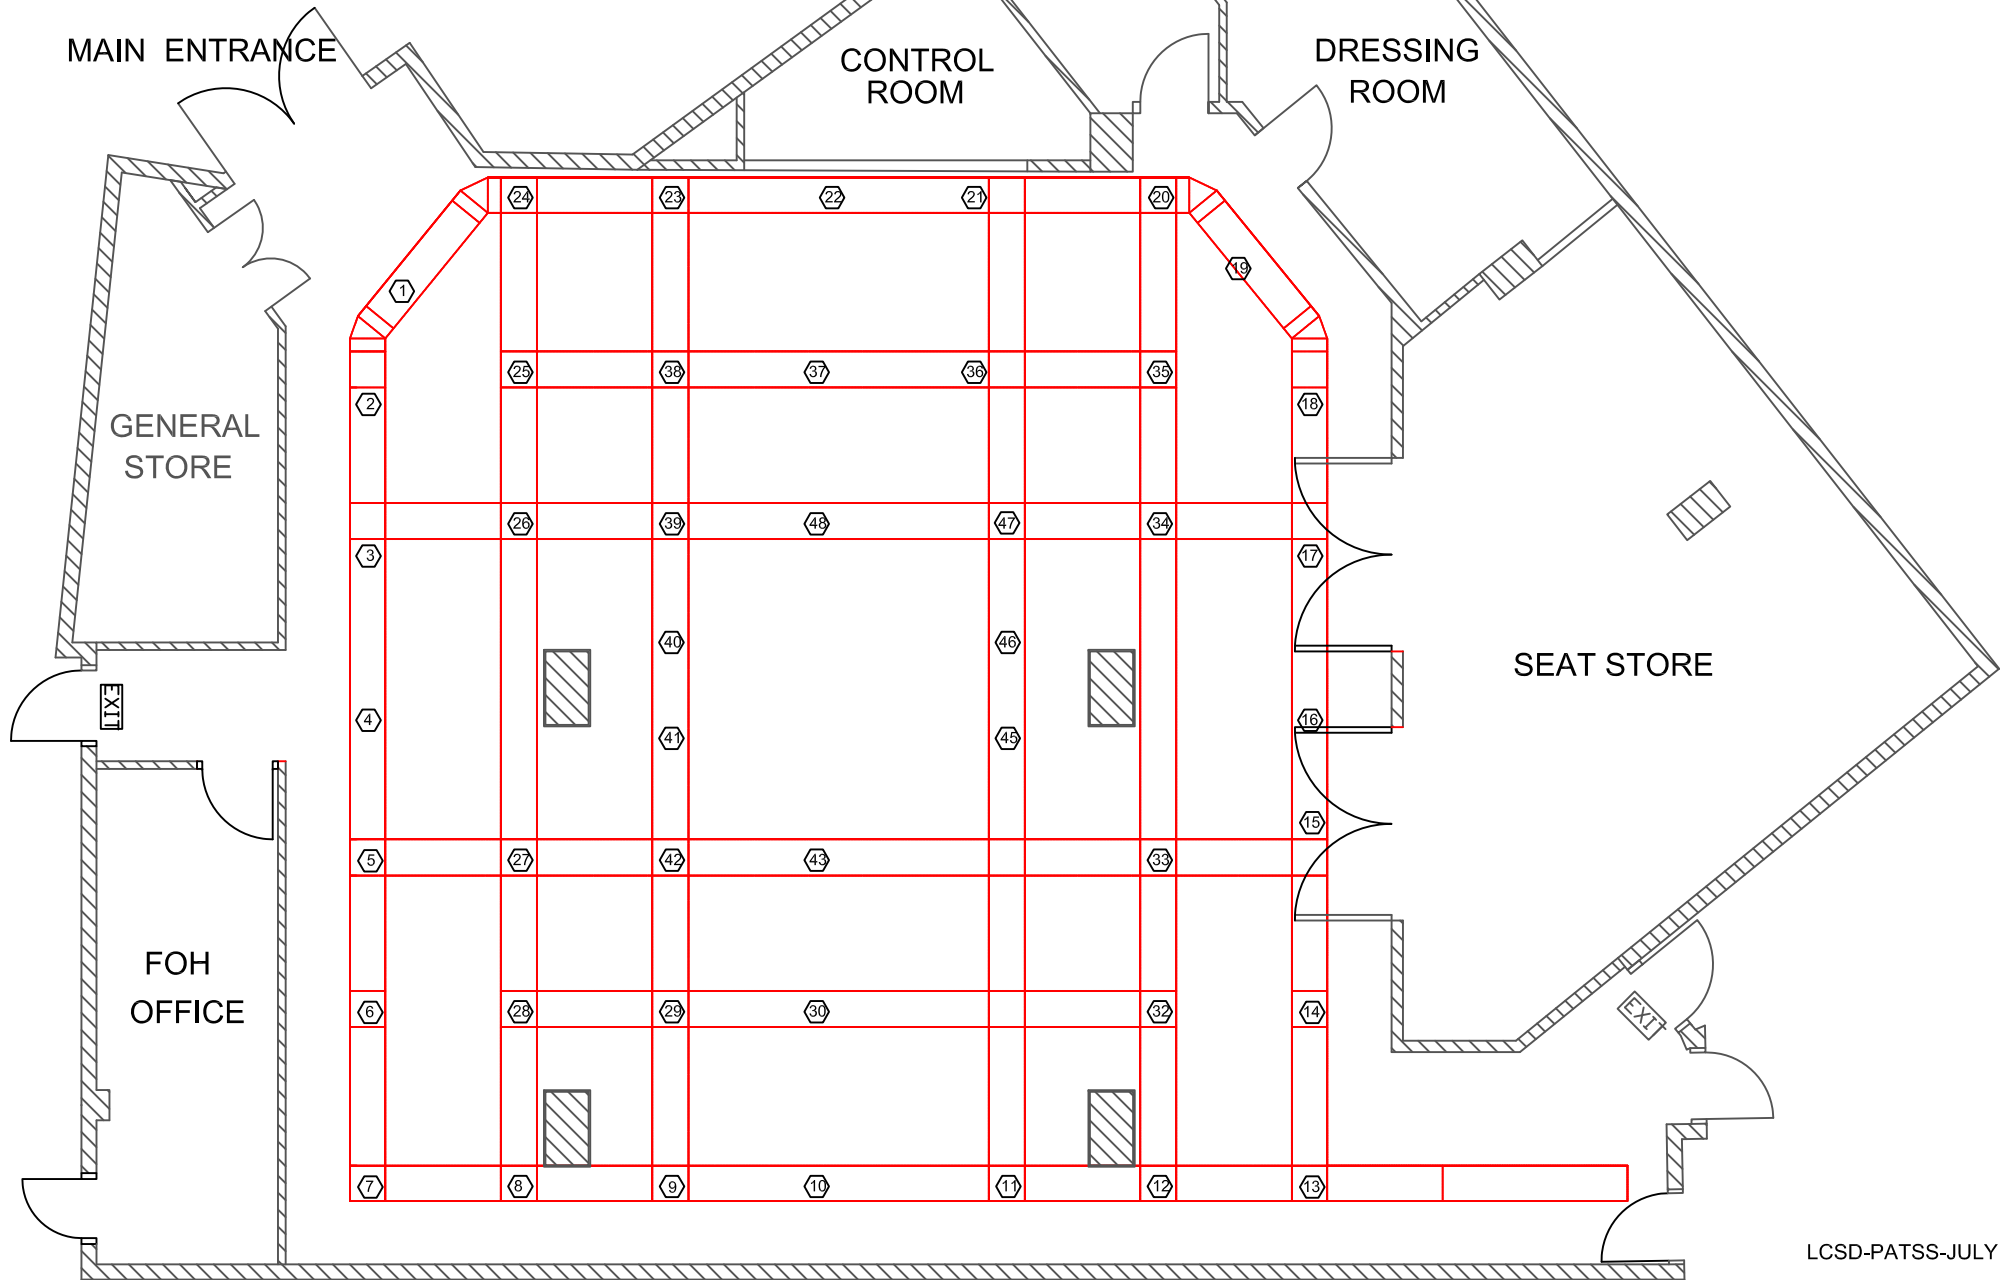 MAIN ENTRANCE
CONTROL
ROOM
DRESSING
ROOM
24 23 22 21 20
19
1
25 38 37 36 35
2 18
GENERAL
STORE
26 39 48 47 34
3 17
40 46
SEAT STORE
EXIT
4 16
41 45
15
5 27 42 43 33
FOH
OFFICE
6 28 29 30 32 14
EXIT
7 8 9 10 11 12 13
LCSD-PATSS-JULY